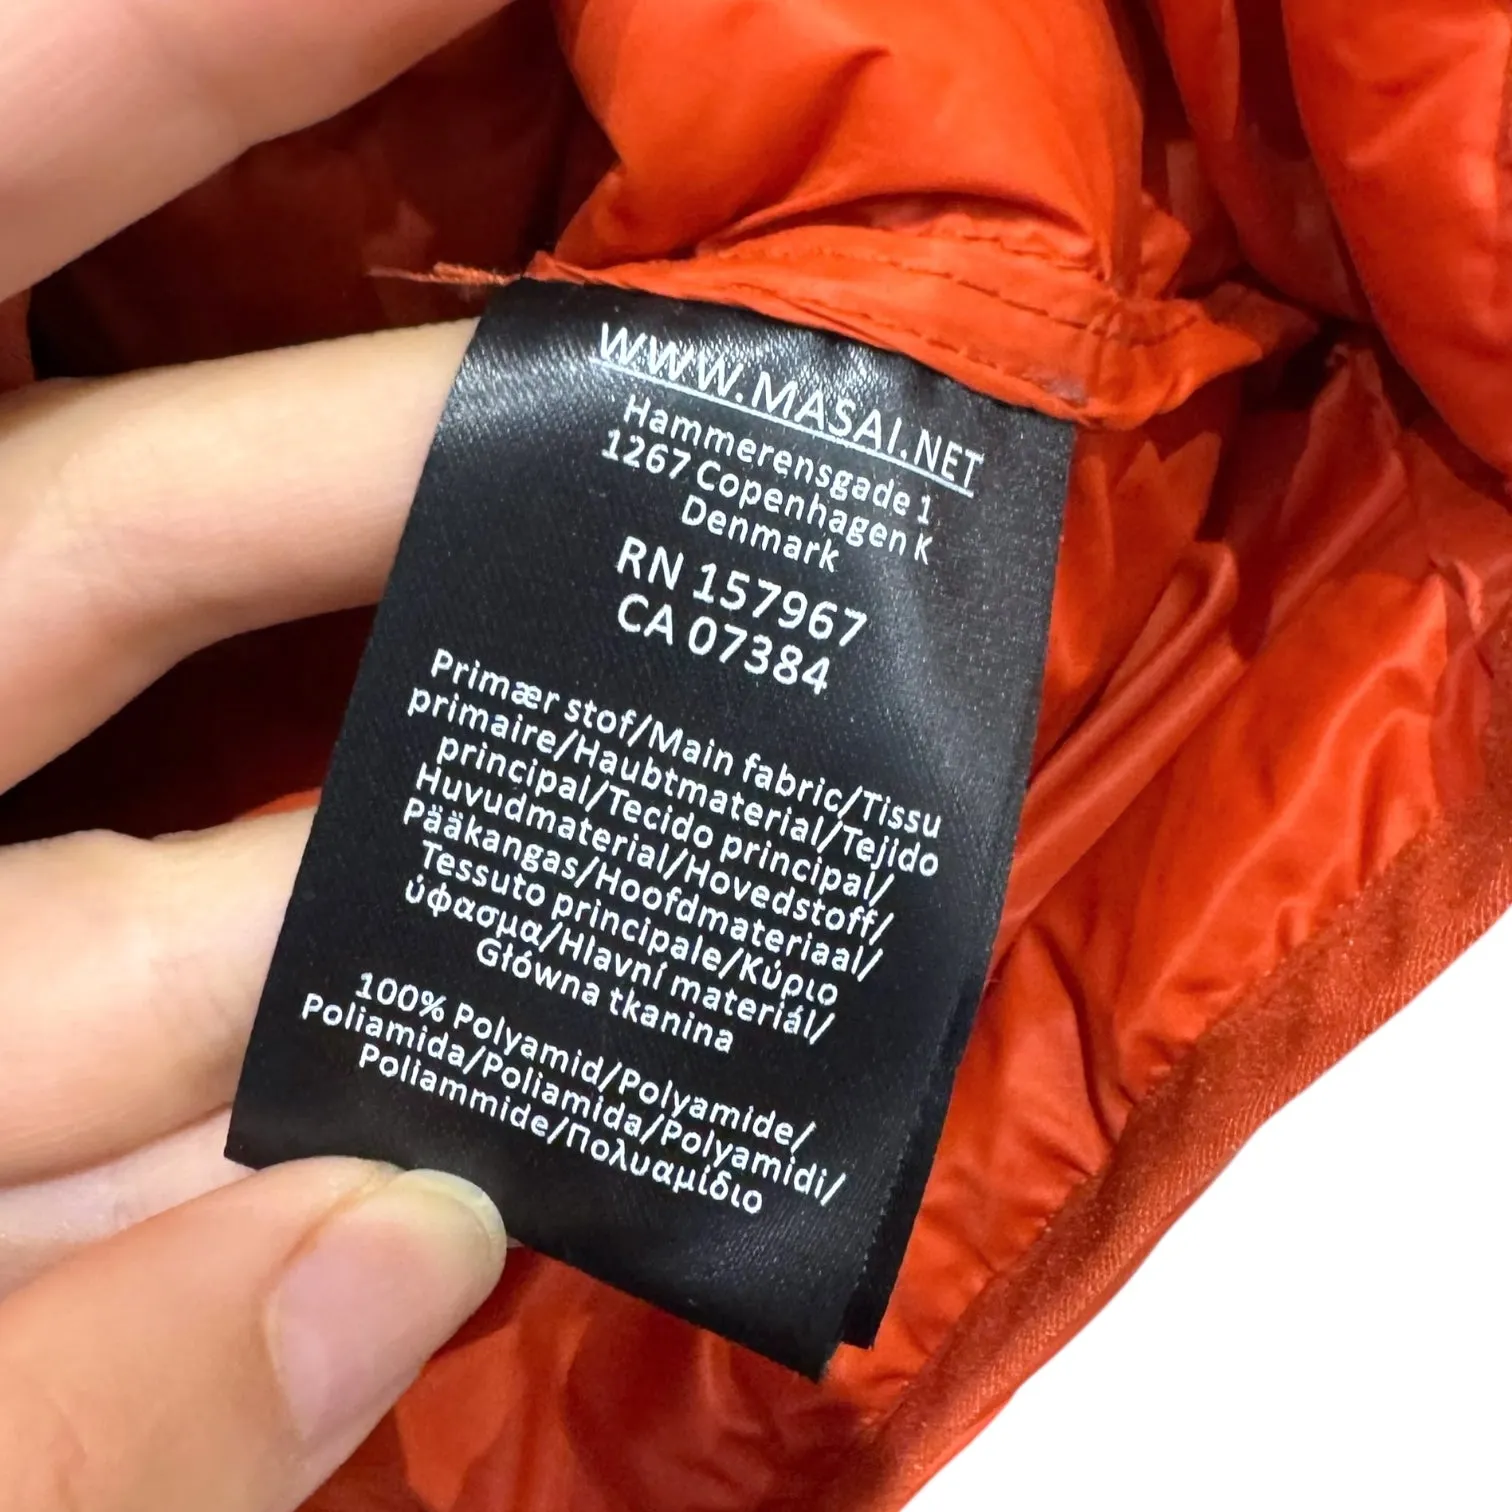 WWW.MASAI.NET
Hammerensgade 1
1267 Copenhagen K
Denmark
RN 157967
CA 07384
Primær stof/Main fabric/Tissu
primaire/Haubtmaterial/Tejido
principal/Tecido principal/
Huvudmaterial/Hovedstoff/
Pääkangas/Hoofdmateriaal/
Tessuto principale/Κύριο
ύφασμα/Hlavní materiál/
Główna tkanina
100% Polyamid/Polyamide/
Poliamida/Poliamida/Polyamidi/
Poliammide/Πολυαμίδιο